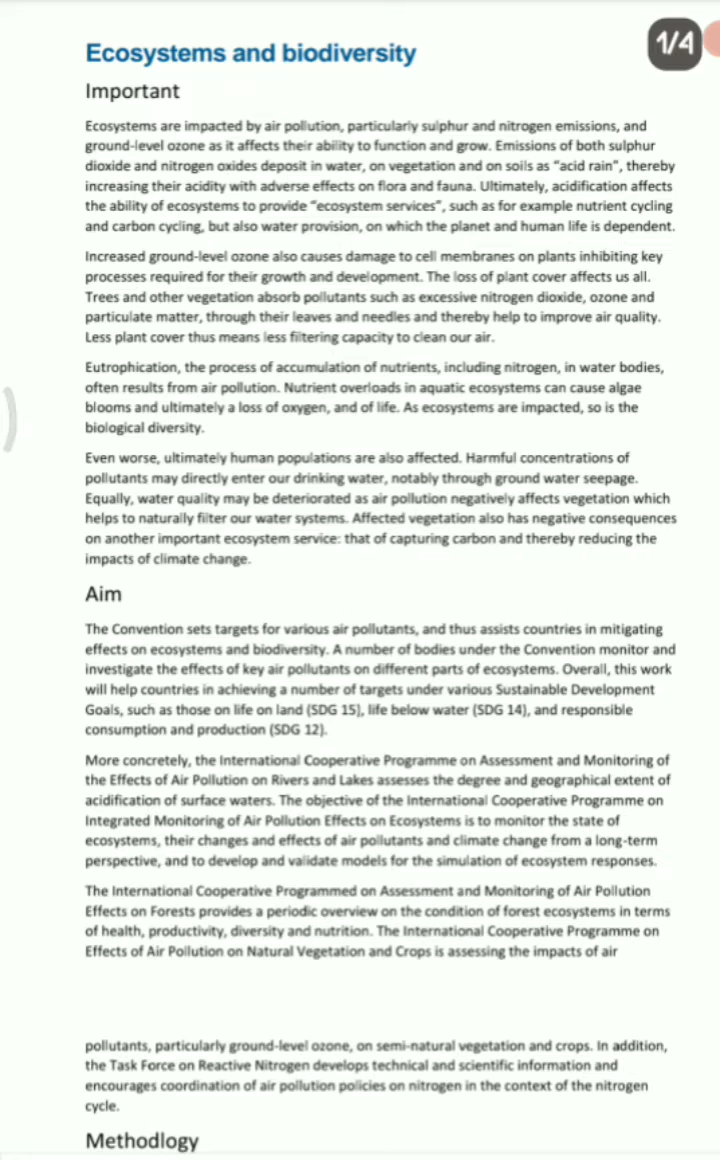 1/4
Ecosystems and biodiversity
Important
Ecosystems are impacted by air pollution, particularly sulphur and nitrogen emissions, and
ground-level ozone as it affects their ability to function and grow. Emissions of both sulphur
dioxide and nitrogen oxides deposit in water, on vegetation and on soils as "acid rain", thereby
increasing their acidity with adverse effects on flora and fauna. Ultimately, acidification affects
the ability of ecosystems to provide "ecosystem services", such as for example nutrient cycling
and carbon cycling, but also water provision, on which the planet and human life is dependent.
Increased ground-level ozone also causes damage to cell membranes on plants inhibiting key
processes required for their growth and development. The loss of plant cover affects us all.
Trees and other vegetation absorb pollutants such as excessive nitrogen dioxide, ozone and
particulate matter, through their leaves and needles and thereby help to improve air quality.
Less plant cover thus means less filtering capacity to clean our air.
Eutrophication, the process of accumulation of nutrients, including nitrogen, in water bodies,
often results from air pollution. Nutrient overloads in aquatic ecosystems can cause algae
blooms and ultimately a loss of oxygen, and of life. As ecosystems are impacted, so is the
biological diversity.
Even worse, ultimately human populations are also affected. Harmful concentrations of
pollutants may directly enter our drinking water, notably through ground water seepage.
Equally, water quality may be deteriorated as air pollution negatively affects vegetation which
helps to naturally filter our water systems. Affected vegetation also has negative consequences
on another important ecosystem service: that of capturing carbon and thereby reducing the
impacts of climate change.
Aim
The Convention sets targets for various air pollutants, and thus assists countries in mitigating
effects on ecosystems and biodiversity. A number of bodies under the Convention monitor and
investigate the effects of key air pollutants on different parts of ecosystems. Overall, this work
will help countries in achieving a number of targets under various Sustainable Development
Goals, such as those on life on land (SDG 15), life below water (SDG 14), and responsible
consumption and production (SDG 12).
More concretely, the International Cooperative Programme on Assessment and Monitoring of
the Effects of Air Pollution on Rivers and Lakes assesses the degree and geographical extent of
acidification of surface waters. The objective of the International Cooperative Programme on
Integrated Monitoring of Air Pollution Effects on Ecosystems is to monitor the state of
ecosystems, their changes and effects of air pollutants and climate change from a long-term
perspective, and to develop and validate models for the simulation of ecosystem responses.
The International Cooperative Programmed on Assessment and Monitoring of Air Pollution
Effects on Forests provides a periodic overview on the condition of forest ecosystems in terms
of health, productivity, diversity and nutrition. The International Cooperative Programme on
Effects of Air Pollution on Natural Vegetation and Crops is assessing the impacts of air
pollutants, particularly ground-level ozone, on semi-natural vegetation and crops. In addition,
the Task Force on Reactive Nitrogen develops technical and scientific information and
encourages coordination of air pollution policies on nitrogen in the context of the nitrogen
cycle.
Methodlogy